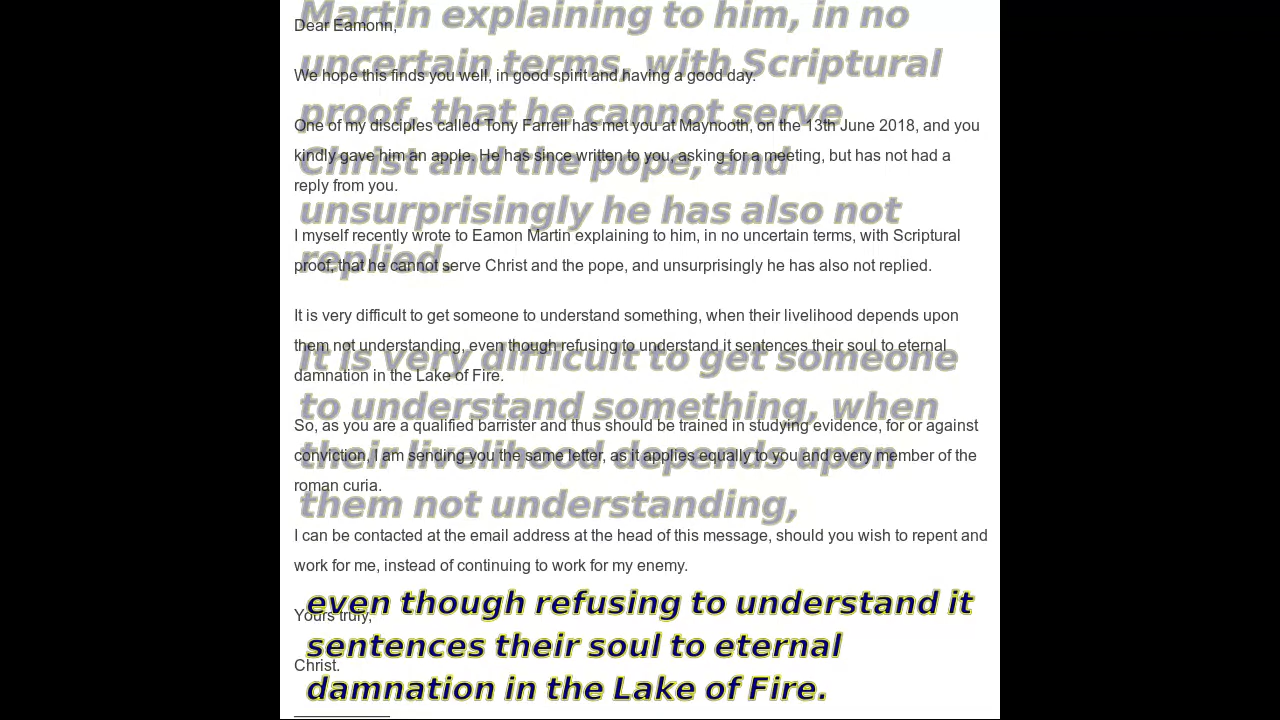 Martin explaining to him, in no
Dear Eamonn,
uncertain terms, with Scriptural
We hope this finds you well, in good spirit and having a good day.
proof, that he cannot serve
One of my disciples called Tony Farrell has met you at Maynooth, on the 13th June 2018, and you
kindly gave him an apple. He has since written to you, asking for a meeting, but has not had a
Christ and the pope, and
reply from you.
unsurprisingly he has also not
I myself recently wrote to Eamon Martin explaining to him, in no uncertain terms, with Scriptural
replied.
proof, that he cannot serve Christ and the pope, and unsurprisingly he has also not replied.
It is very difficult to get someone to understand something, when their livelihood depends upon
them not understanding, even though refusing to understand it sentences their soul to eternal
It is very difficult to get someone
damnation in the Lake of Fire.
to understand something, when
So, as you are a qualified barrister and thus should be trained in studying evidence, for or against
conviction, I am sending you the same letter, as it applies equally to you and every member of the
their livelihood depends upon
roman curia.
them not understanding,
I can be contacted at the email address at the head of this message, should you wish to repent and
work for me, instead of continuing to work for my enemy.
even though refusing to understand it
Yours truly,
sentences their soul to eternal
Christ.
damnation in the Lake of Fire.